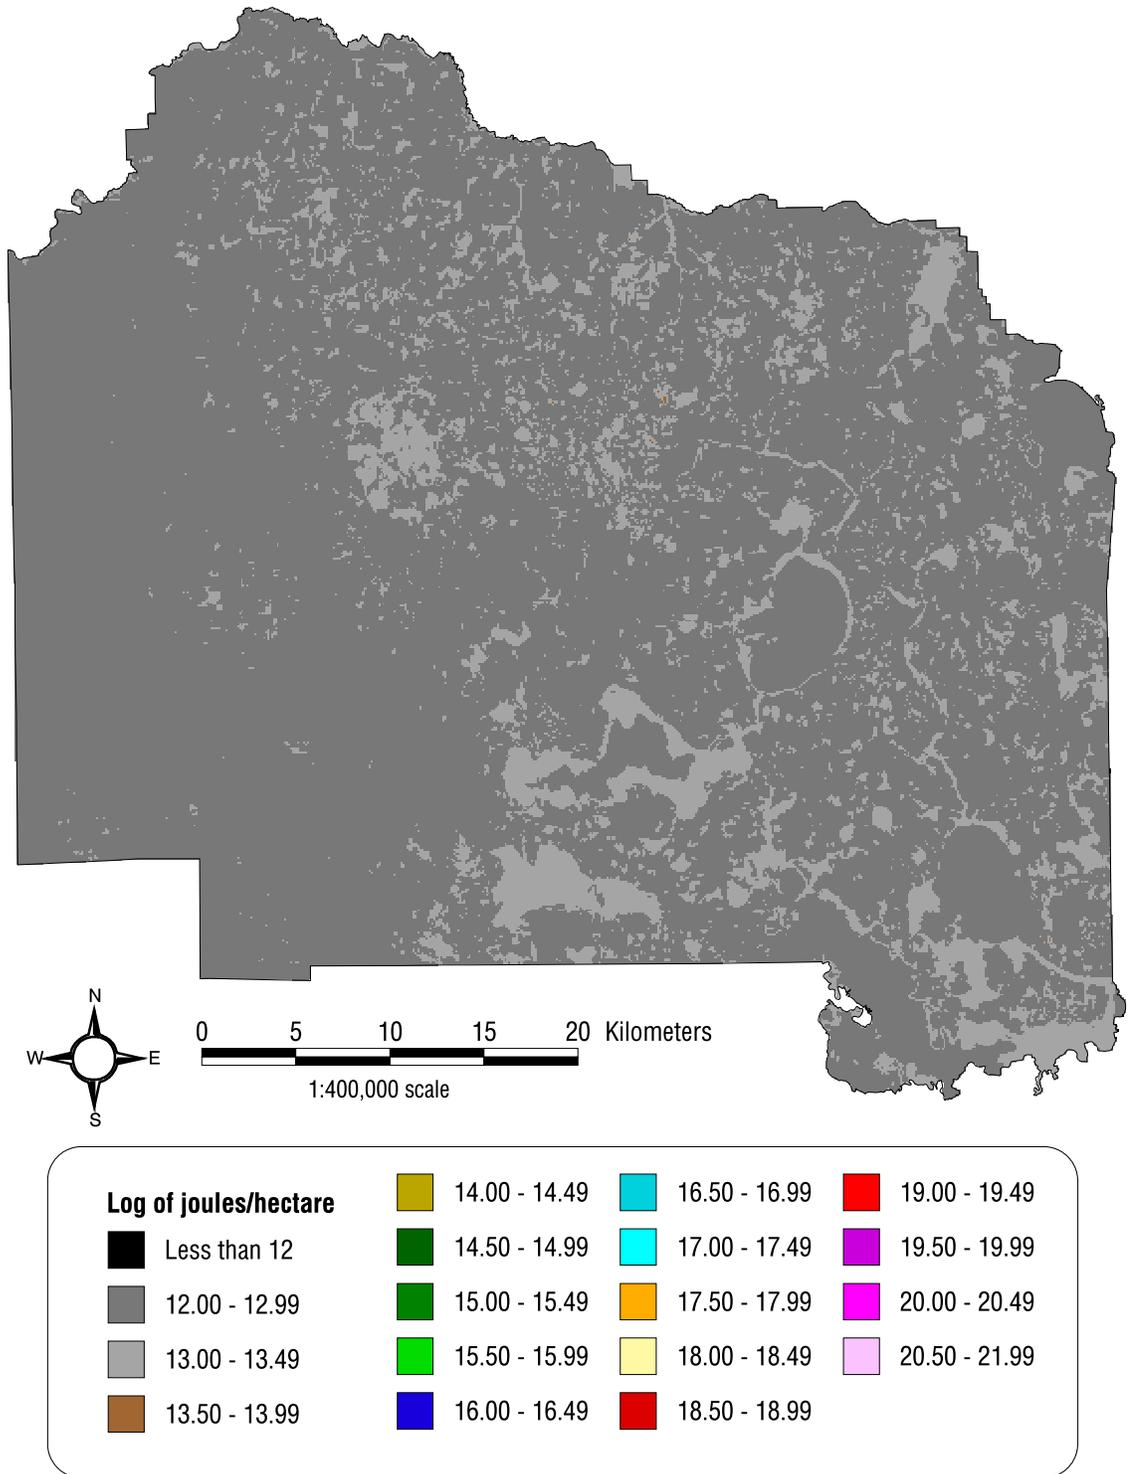 N
W E
S
0 5 10 15 20 Kilometers
1:400,000 scale
Log of joules/hectare
Less than 12
12.00 - 12.99
13.00 - 13.49
13.50 - 13.99
14.00 - 14.49
14.50 - 14.99
15.00 - 15.49
15.50 - 15.99
16.00 - 16.49
16.50 - 16.99
17.00 - 17.49
17.50 - 17.99
18.00 - 18.49
18.50 - 18.99
19.00 - 19.49
19.50 - 19.99
20.00 - 20.49
20.50 - 21.99